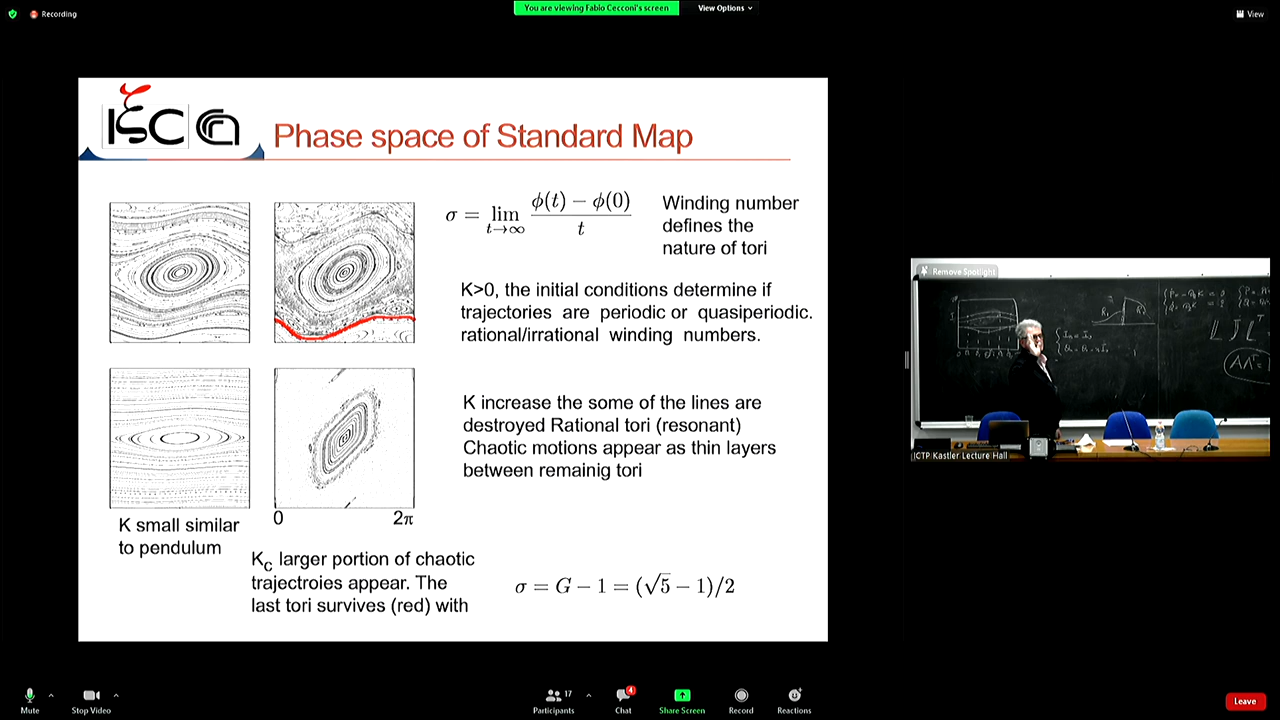 Recording
You are viewing Fabio Cecconi's screen
View Options
View
Phase space of Standard Map
σ = lim t→∞ ϕ(t) − ϕ(0) / t
Winding number
defines the
nature of tori
K>0, the initial conditions determine if
trajectories are periodic or quasiperiodic.
rational/irrational winding numbers.
K increase the some of the lines are
destroyed Rational tori (resonant)
Chaotic motions appear as thin layers
between remainig tori
0
2π
K small similar
to pendulum
Kc larger portion of chaotic
trajectroies appear. The
last tori survives (red) with
σ = G − 1 = (√5 − 1)/2
Remove Spotlight
ICTP Kastler Lecture Hall
Mute
Stop Video
17
Participants
4
Chat
Share Screen
Record
Reactions
Leave